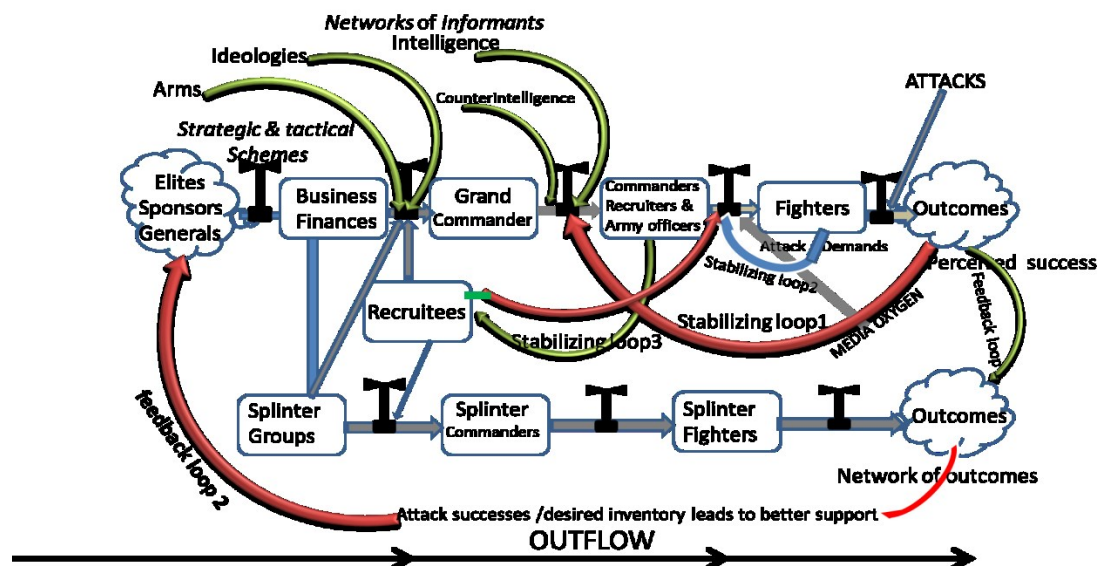 Networks of Informants
Intelligence
Ideologies
Arms
Counterintelligence
ATTACKS
Strategic & tactical
Schemes
Elites
Sponsors
Generals
Business
Finances
Grand
Commander
Commanders
Recruiters &
Army officers
Fighters
Outcomes
Attack Demands
Stabilizing loop2
Perceived success
Feedback loop
MEDIA OXYGEN
Recruitees
Stabilizing loop1
Stabilizing loop3
feedback loop 2
Splinter
Groups
Splinter
Commanders
Splinter
Fighters
Outcomes
Network of outcomes
Attack successes /desired inventory leads to better support
OUTFLOW